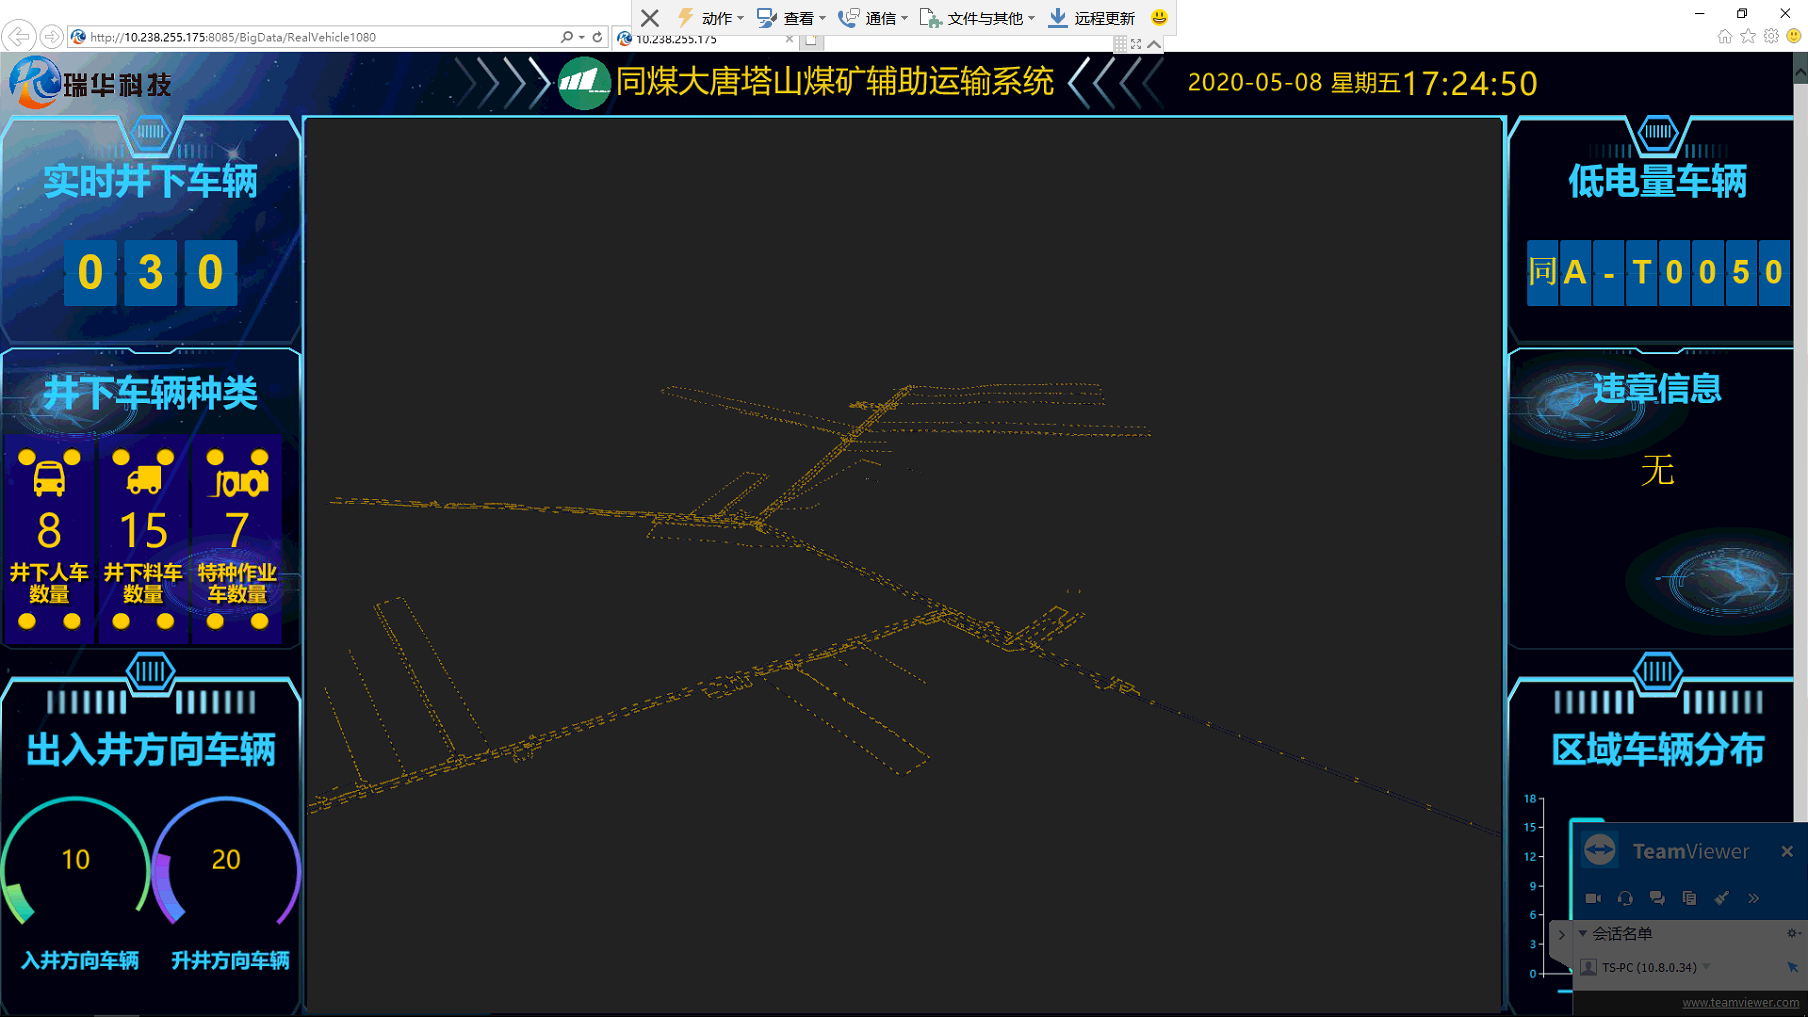 动作 查看 通信 文件与其他 远程更新
http://10.238.255.175:8085/BigData/RealVehicle1080
10.238.255.175
瑞华科技
同煤大唐塔山煤矿辅助运输系统
2020-05-08 星期五 17:24:50
实时井下车辆
0 3 0
井下车辆种类
8 15 7
井下人车数量
井下料车数量
特种作业车数量
出入井方向车辆
10 20
入井方向车辆 升井方向车辆
低电量车辆
同 A - T 0 0 5 0
违章信息
无
区域车辆分布
18
15
12
9
6
3
0
TeamViewer
会话名单
TS-PC (10.8.0.34)
www.teamviewer.com